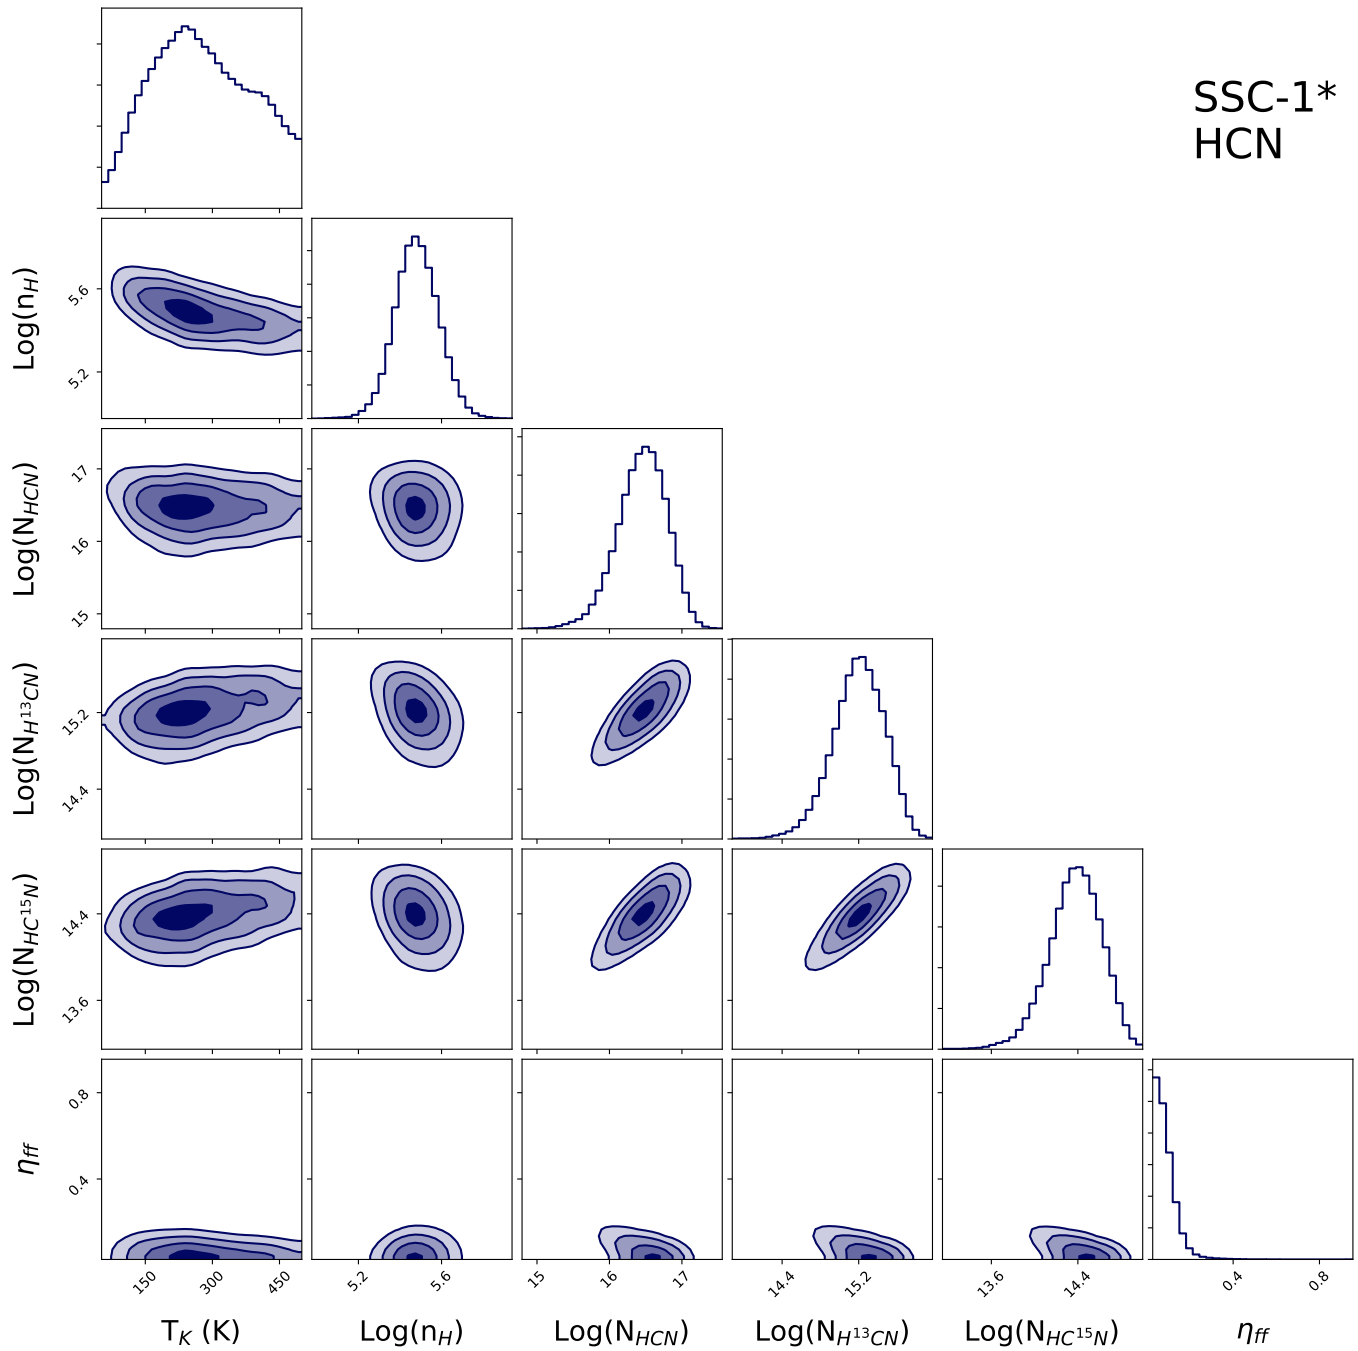 SSC-1*
HCN
Log(n_H)
5.6
5.2
Log(N_HCN)
17
16
15
Log(N_H¹³CN)
15.2
14.4
Log(N_HC¹⁵N)
14.4
13.6
η_ff
0.8
0.4
150 300 450 5.2 5.6 15 16 17 14.4 15.2 13.6 14.4 0.4 0.8
T_K (K) Log(n_H) Log(N_HCN) Log(N_H¹³CN) Log(N_HC¹⁵N) η_ff